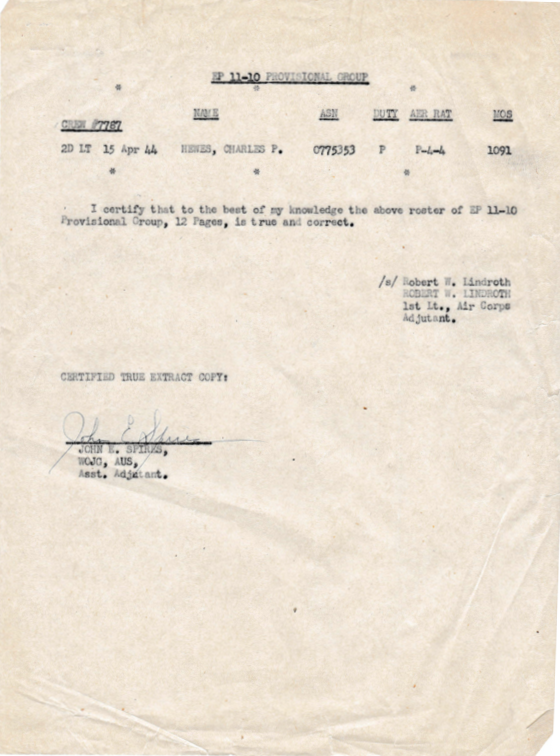 EP 11-10 PROVISIONAL GROUP
* * *
NAME ASN DUTY AER RAT MOS
CREW #7787
2D LT 15 Apr 44 HEWES, CHARLES P. 0775353 P P-4-4 1091
* * *
I certify that to the best of my knowledge the above roster of EP 11-10
Provisional Group, 12 Pages, is true and correct.
/s/ Robert W. Lindroth
ROBERT W. LINDROTH
1st Lt., Air Corps
Adjutant.
CERTIFIED TRUE EXTRACT COPY:
John E. Spires
JOHN E. SPIRES,
WOJG, AUS,
Asst. Adjutant.